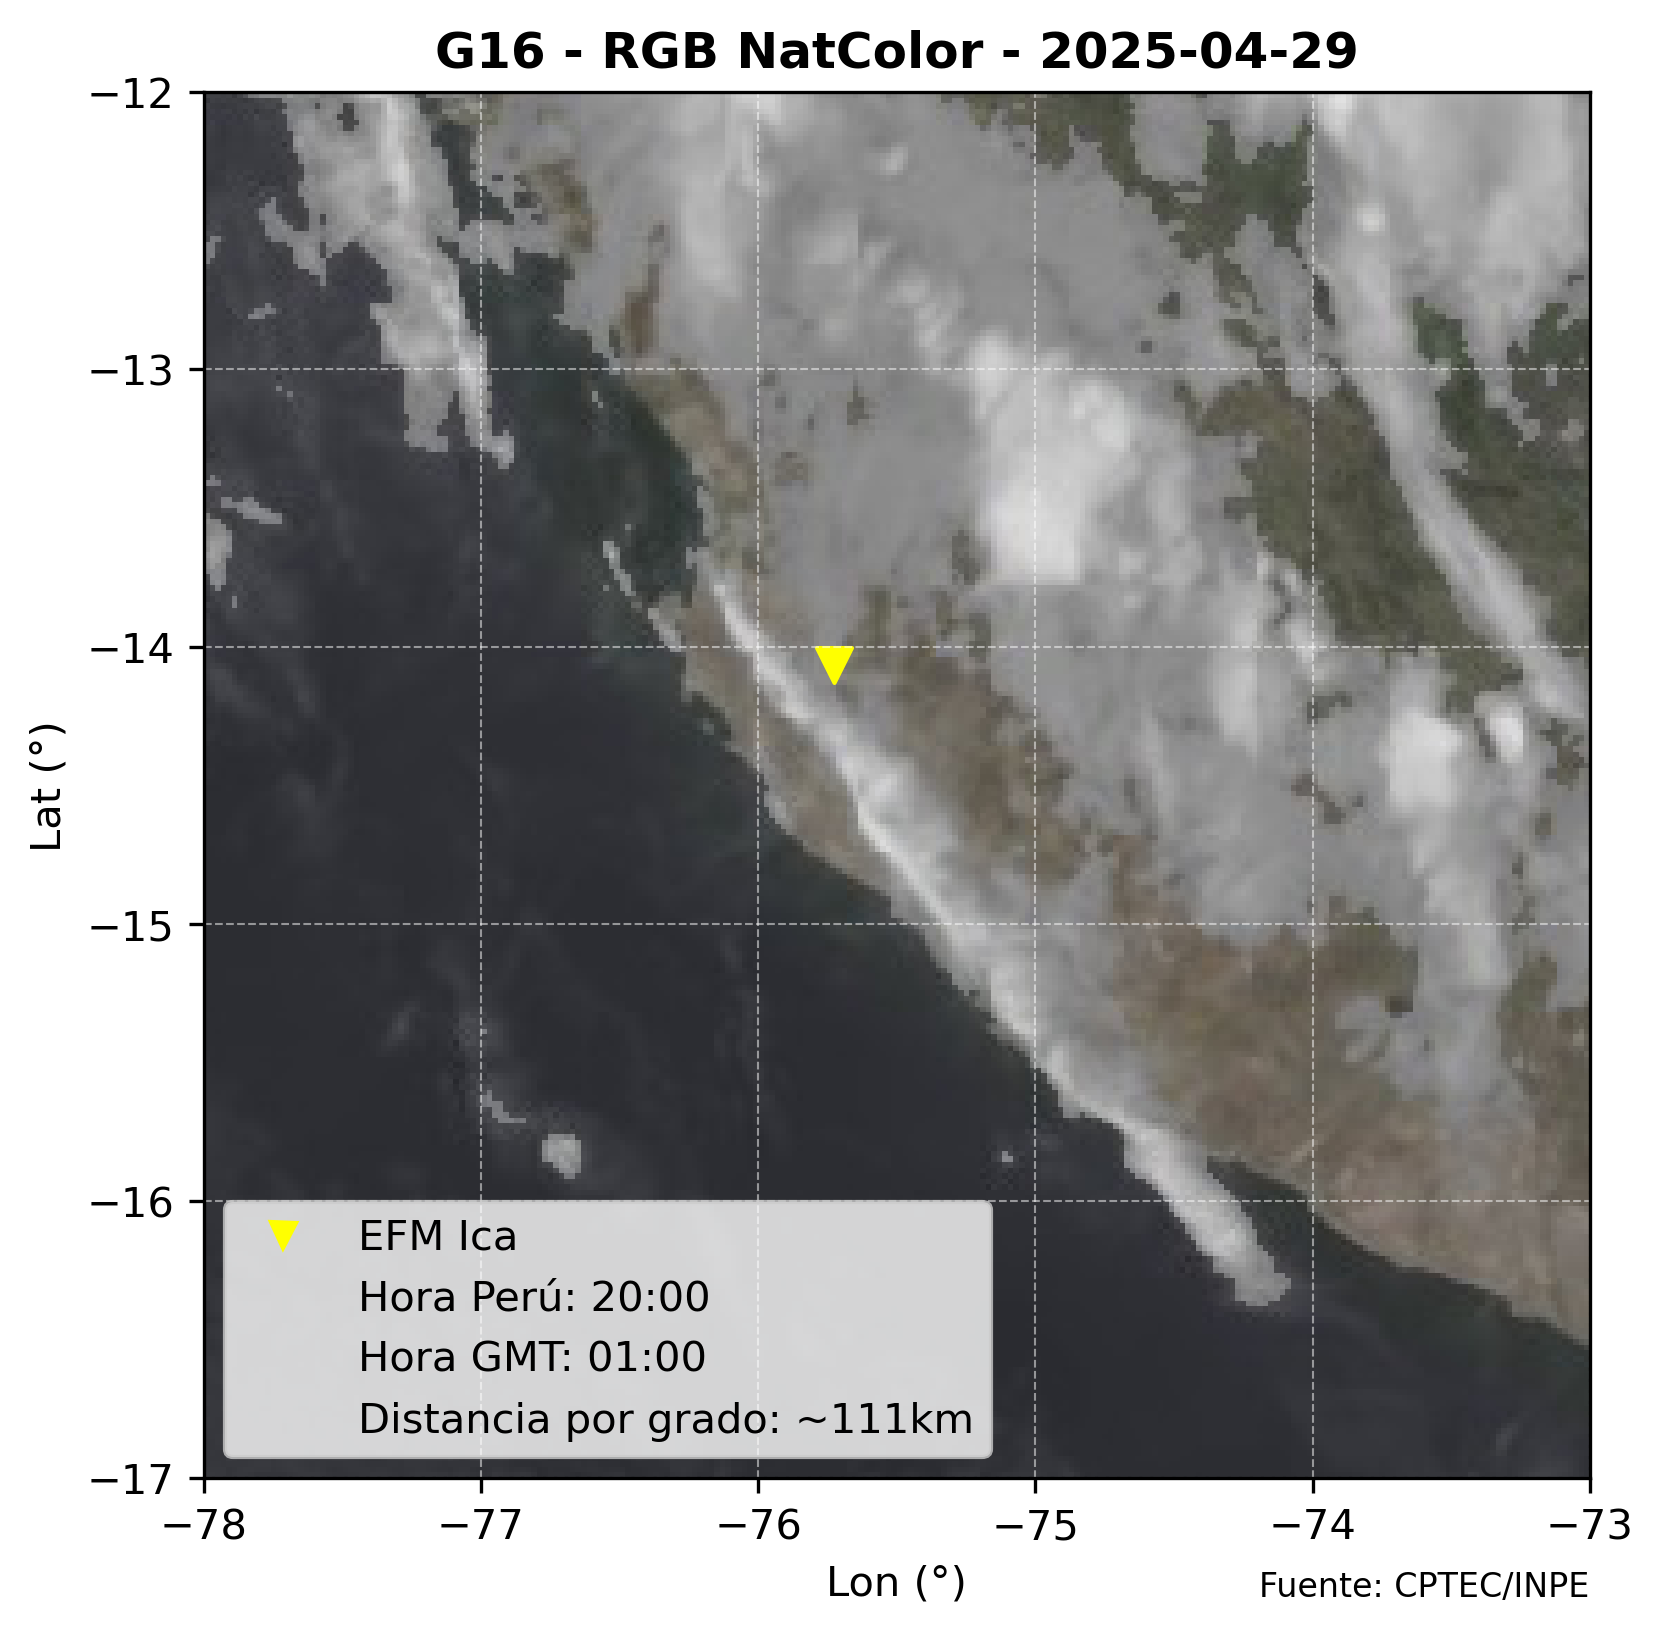 G16 - RGB NatColor - 2025-04-29
−12
−13
−14
−15
−16
−17
Lat (°)
EFM Ica
Hora Perú: 20:00
Hora GMT: 01:00
Distancia por grado: ~111km
−78 −77 −76 −75 −74 −73
Lon (°)
Fuente: CPTEC/INPE